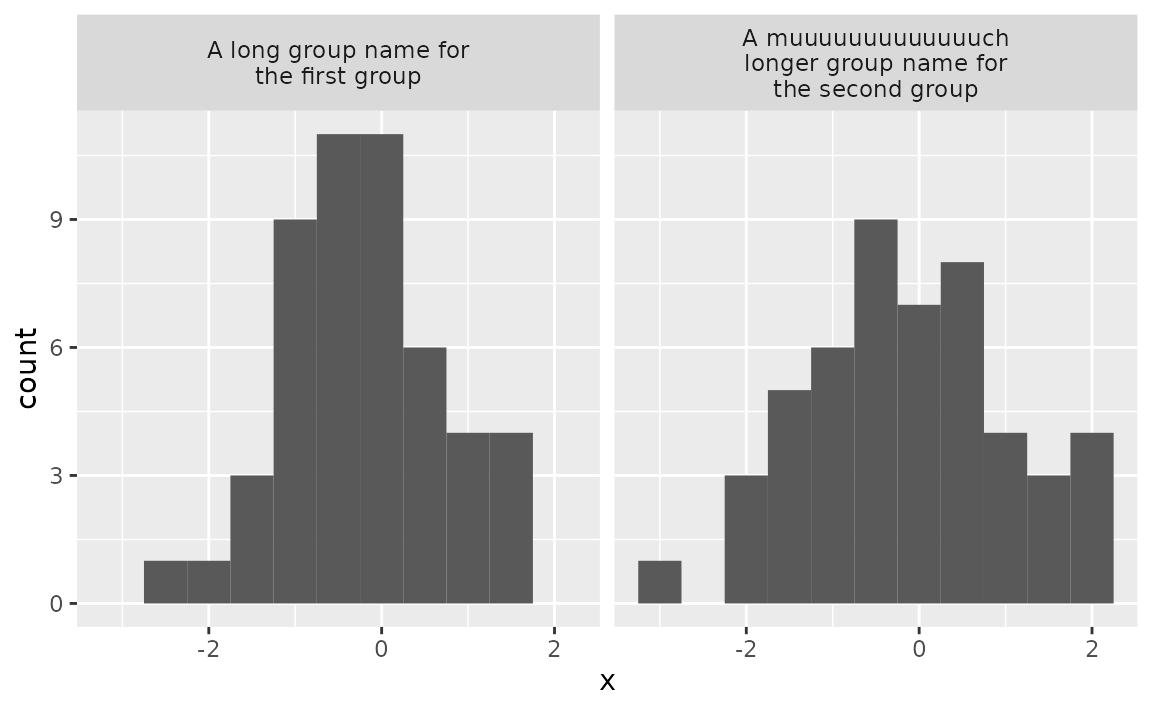 A long group name for
the first group
A muuuuuuuuuuuuuch
longer group name for
the second group
count
9
6
3
0
-2
0
2
-2
0
2
x